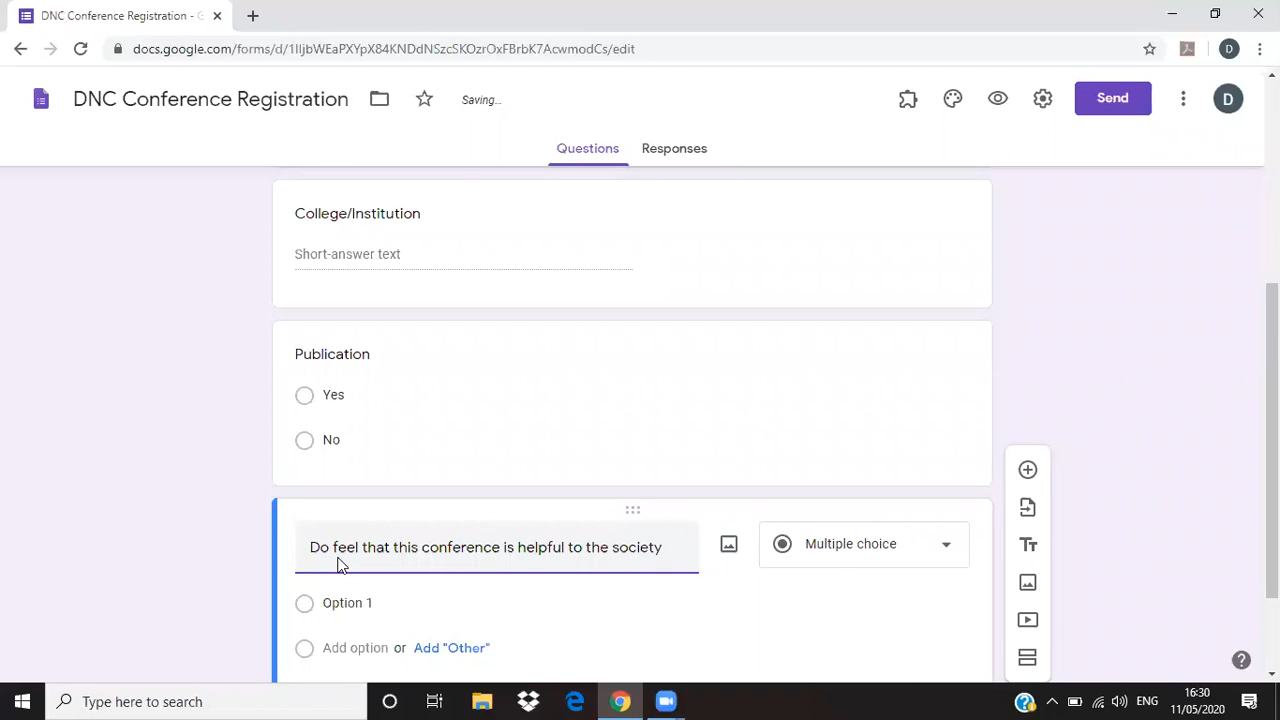 DNC Conference Registration - G
docs.google.com/forms/d/1IljbWEaPXYpX84KNDdNSzcSKOzrOxFBrbK7AcwmodCs/edit
D
DNC Conference Registration
Saving...
Send
D
Questions
Responses
College/Institution
Short-answer text
Publication
Yes
No
Do feel that this conference is helpful to the society
Multiple choice
Option 1
Add option or Add "Other"
Type here to search
ENG
16:30
11/05/2020